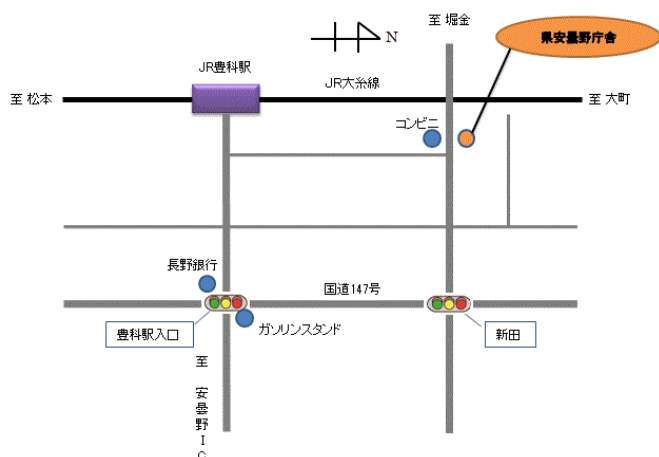 至 堀金
県安曇野庁舎
N
JR豊科駅
JR大糸線
至 松本
至 大町
コンビニ
長野銀行
国道147号
豊科駅入口
ガソリンスタンド
新田
至 安曇野IC